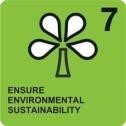 7
ENSURE
ENVIRONMENTAL
SUSTAINABILITY